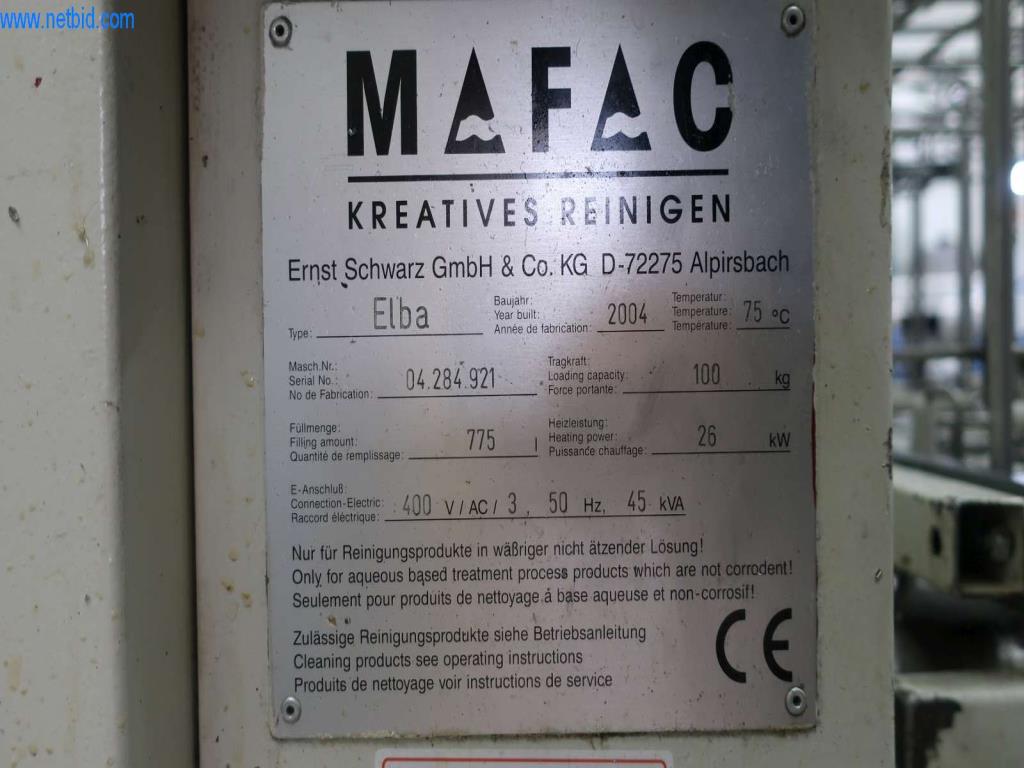 www.netbid.com
MAFAC
KREATIVES REINIGEN
Ernst Schwarz GmbH & Co. KG D-72275 Alpirsbach
Type: Elba
Baujahr:
Year built:
Année de fabrication: 2004
Temperatur:
Temperature:
Température: 75 °C
Masch.Nr.:
Serial No.:
No de Fabrication: 04.284.921
Tragkraft:
Loading capacity:
Force portante: 100 kg
Füllmenge:
Filling amount:
Quantité de remplissage: 775 l
Heizleistung:
Heating power:
Puissance chauffage: 26 kW
E-Anschluß:
Connection-Electric:
Raccord éléctrique: 400 V / AC / 3, 50 Hz, 45 kVA
Nur für Reinigungsprodukte in wäßriger nicht ätzender Lösung!
Only for aqueous based treatment process products which are not corrodent!
Seulement pour produits de nettoyage á base aqueuse et non-corrosif!
Zulässige Reinigungsprodukte siehe Betriebsanleitung
Cleaning products see operating instructions
Produits de nettoyage voir instructions de service
CE